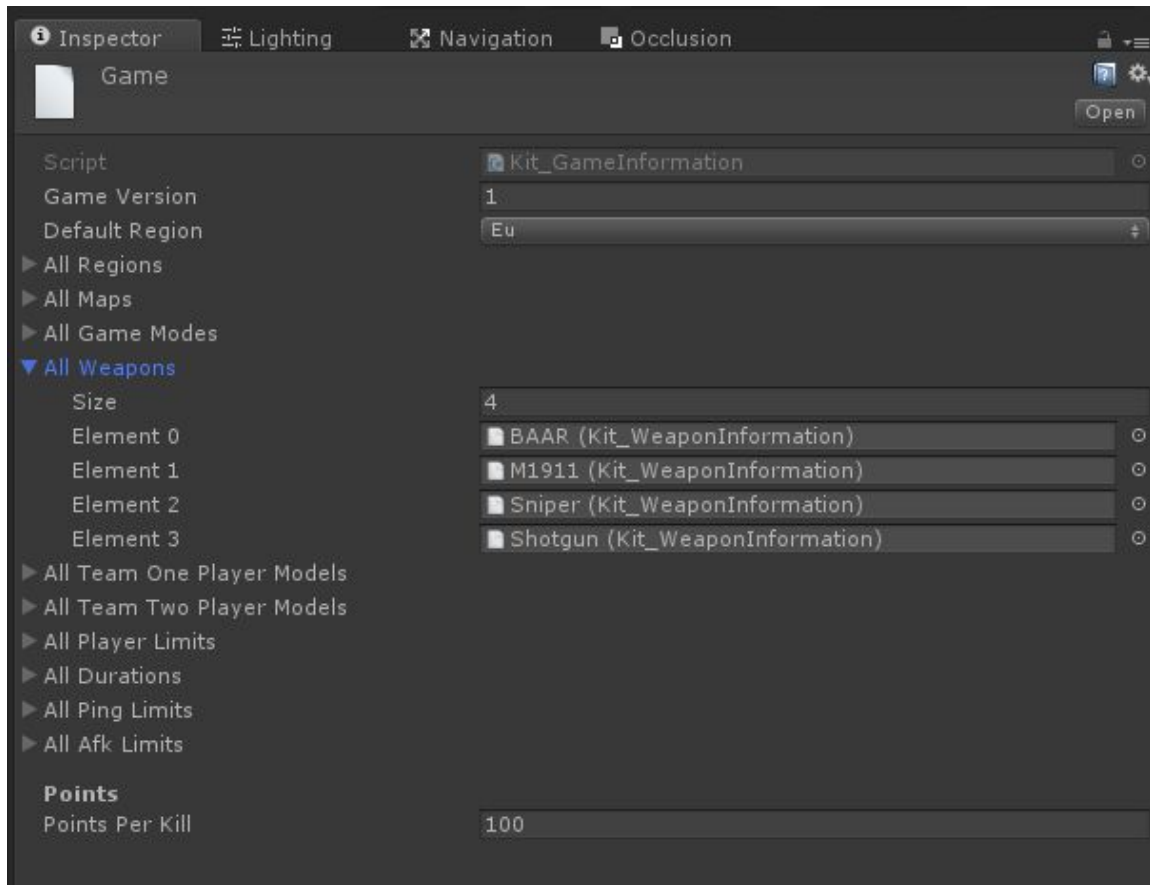 Inspector Lighting Navigation Occlusion
Game
Open
Script Kit_GameInformation
Game Version 1
Default Region Eu
All Regions
All Maps
All Game Modes
All Weapons
Size 4
Element 0 BAAR (Kit_WeaponInformation)
Element 1 M1911 (Kit_WeaponInformation)
Element 2 Sniper (Kit_WeaponInformation)
Element 3 Shotgun (Kit_WeaponInformation)
All Team One Player Models
All Team Two Player Models
All Player Limits
All Durations
All Ping Limits
All Afk Limits
Points
Points Per Kill 100